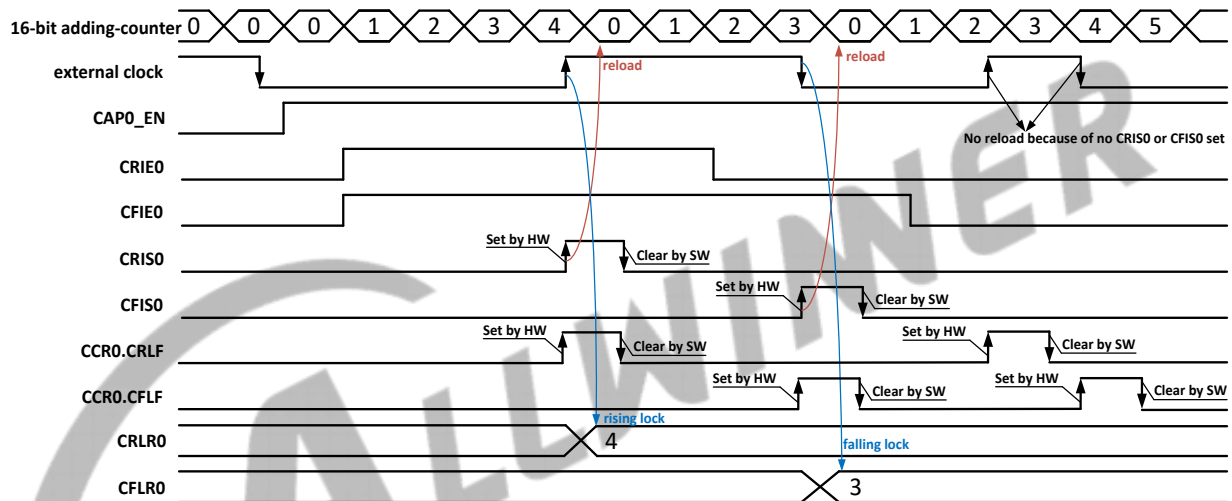 16-bit adding-counter 0 0 0 1 2 3 4 0 1 2 3 0 1 2 3 4 5
reload
reload
external clock
CAP0_EN
No reload because of no CRIS0 or CFIS0 set
CRIE0
CFIE0
Set by HW
Clear by SW
CRIS0
Set by HW
Clear by SW
CFIS0
Set by HW
Clear by SW
Set by HW
Clear by SW
CCR0.CRLF
Set by HW
Clear by SW
Set by HW
Clear by SW
CCR0.CFLF
rising lock
CRLR0
4
falling lock
CFLR0
3
ALLWINNER